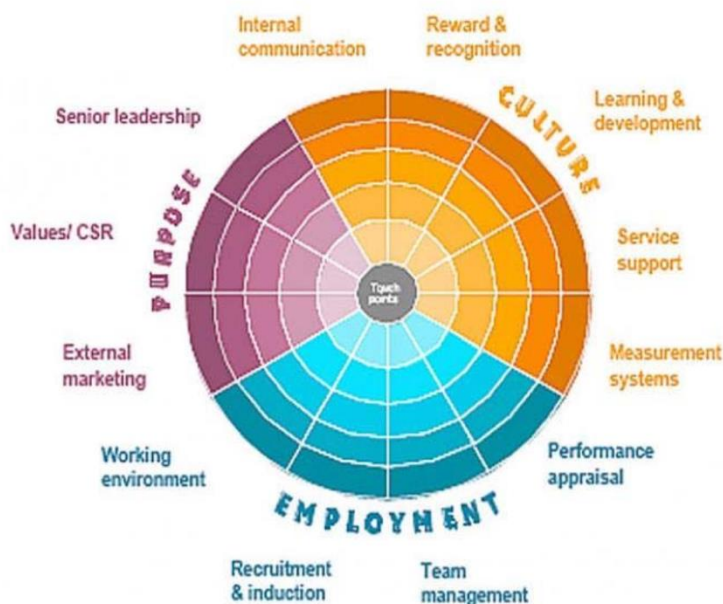 Internal
communication
Reward &
recognition
CULTURE
Learning &
development
Senior leadership
PURPOSE
Values/ CSR
Service
support
Touch
points
External
marketing
Measurement
systems
Working
environment
Performance
appraisal
EMPLOYMENT
Recruitment
& induction
Team
management